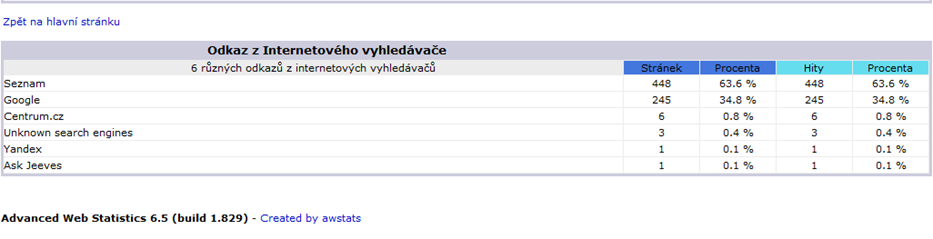 Zpět na hlavní stránku
Odkaz z Internetového vyhledávače
6 různých odkazů z internetových vyhledávačů Stránek Procenta Hity Procenta
Seznam 448 63.6 % 448 63.6 %
Google 245 34.8 % 245 34.8 %
Centrum.cz 6 0.8 % 6 0.8 %
Unknown search engines 3 0.4 % 3 0.4 %
Yandex 1 0.1 % 1 0.1 %
Ask Jeeves 1 0.1 % 1 0.1 %
Advanced Web Statistics 6.5 (build 1.829) - Created by awstats